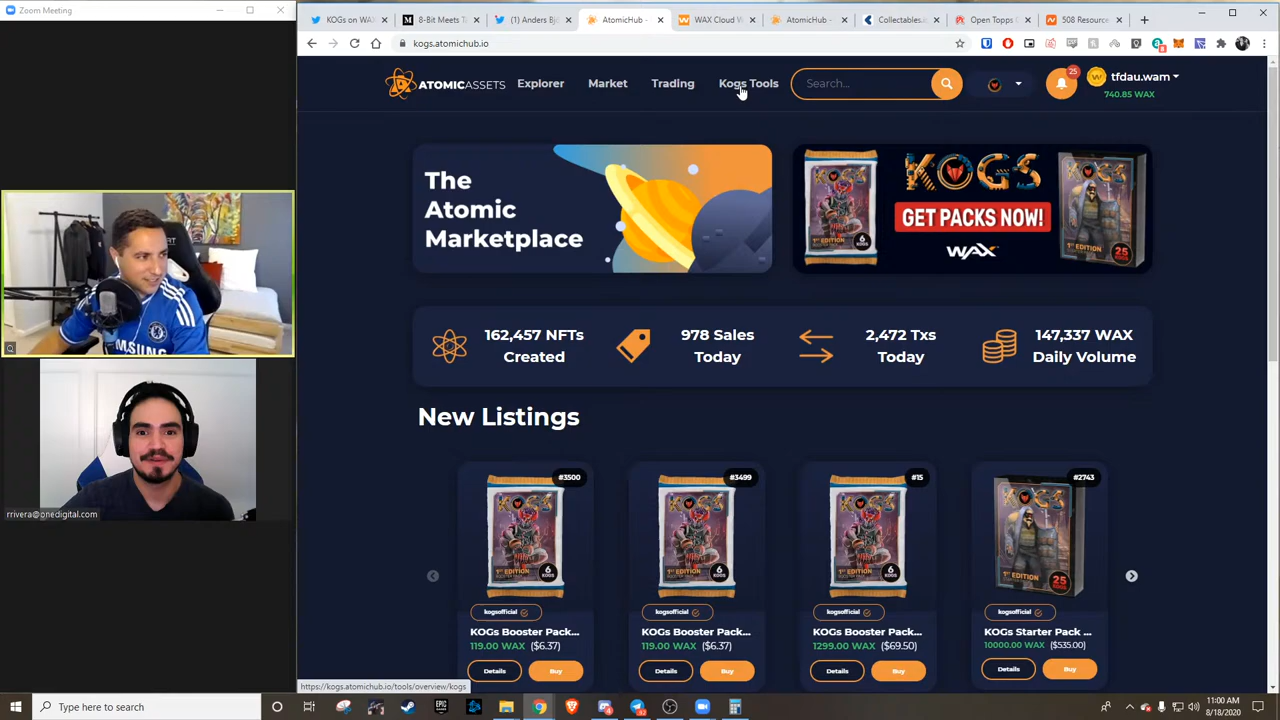 Zoom Meeting
KOGs on WAX
8-Bit Meets T
(1) Anders Bj
AtomicHub -
WAX Cloud W
AtomicHub -
Collectables.
Open Topps C
508 Resource
kogs.atomichub.io
ATOMICASSETS
Explorer
Market
Trading
Kogs Tools
Search...
25
tfdau.wam
740.85 WAX
The
Atomic
Marketplace
KOGS
GET PACKS NOW!
WAX
162,457 NFTs
Created
978 Sales
Today
2,472 Txs
Today
147,337 WAX
Daily Volume
New Listings
#3500
#3499
#15
#2743
kogsofficial
kogsofficial
kogsofficial
kogsofficial
KOGs Booster Pack...
KOGs Booster Pack...
KOGs Booster Pack...
KOGs Starter Pack ...
119.00 WAX ($6.37)
119.00 WAX ($6.37)
1299.00 WAX ($69.50)
10000.00 WAX ($535.00)
Details
Buy
Details
Buy
Details
Buy
Details
Buy
https://kogs.atomichub.io/tools/overview/kogs
SAMSUNG
rrivera@onedigital.com
Type here to search
11:00 AM
8/18/2020